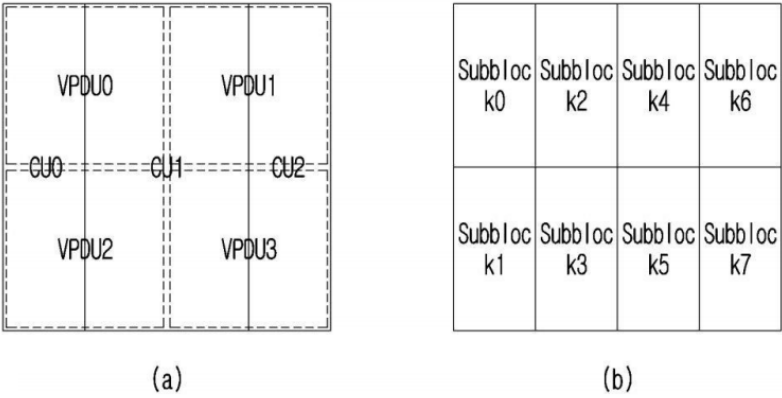 VPDU0 VPDU1
CU0 CU1 CU2
VPDU2 VPDU3
(a)
Subbloc Subbloc Subbloc Subbloc
k0 k2 k4 k6
Subbloc Subbloc Subbloc Subbloc
k1 k3 k5 k7
(b)